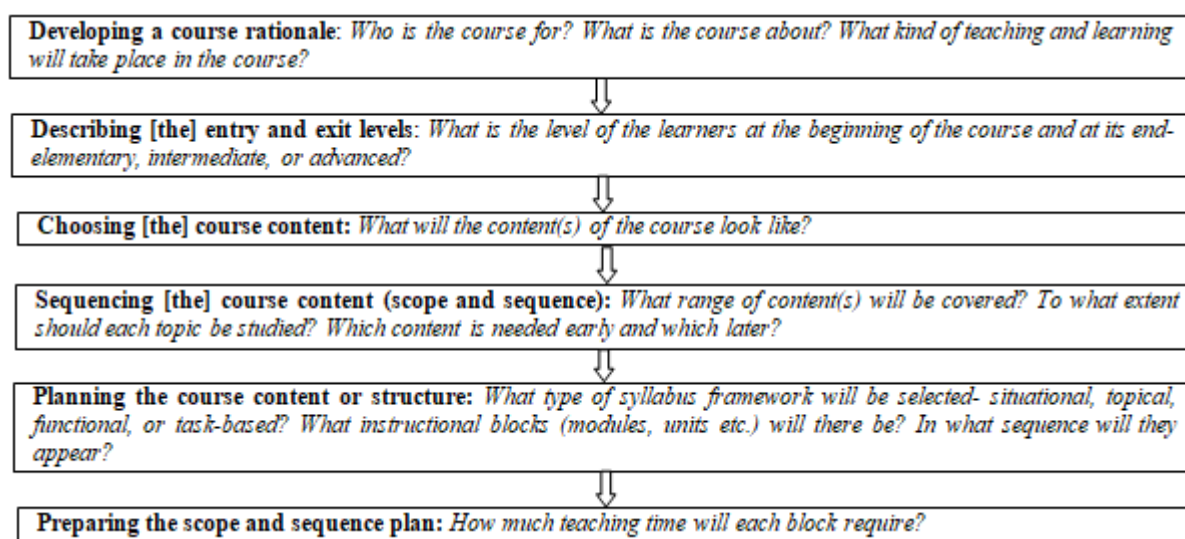 Developing a course rationale: Who is the course for? What is the course about? What kind of teaching and learning
will take place in the course?
Describing [the] entry and exit levels: What is the level of the learners at the beginning of the course and at its end-
elementary, intermediate, or advanced?
Choosing [the] course content: What will the content(s) of the course look like?
Sequencing [the] course content (scope and sequence): What range of content(s) will be covered? To what extent
should each topic be studied? Which content is needed early and which later?
Planning the course content or structure: What type of syllabus framework will be selected- situational, topical,
functional, or task-based? What instructional blocks (modules, units etc.) will there be? In what sequence will they
appear?
Preparing the scope and sequence plan: How much teaching time will each block require?